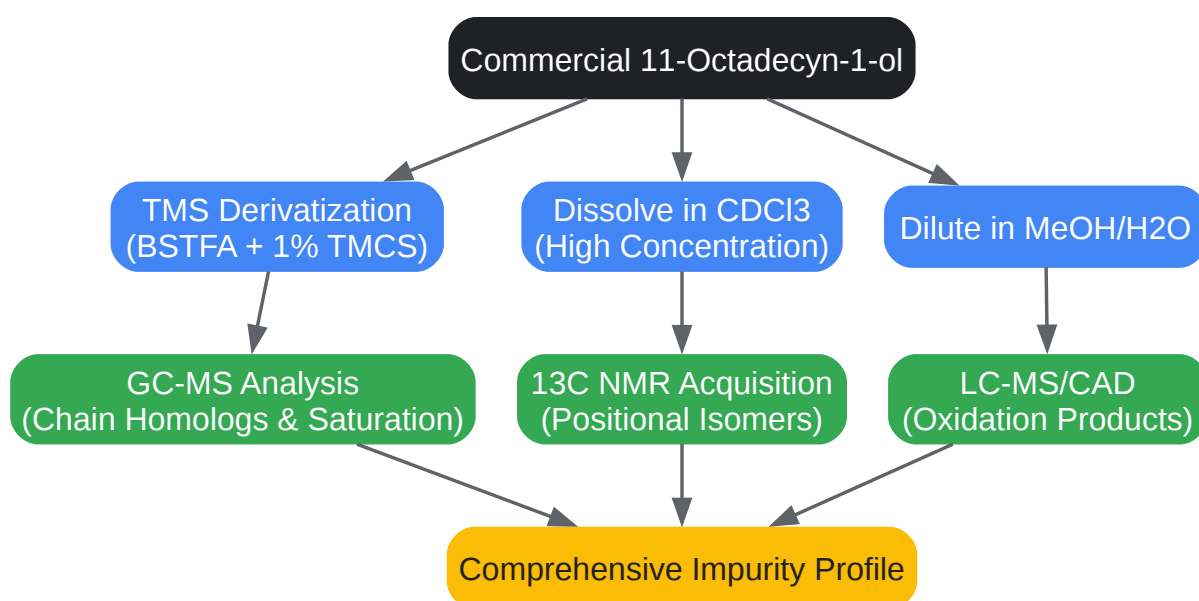 Commercial 11-Octadecyn-1-ol
TMS Derivatization
(BSTFA + 1% TMCS)
Dissolve in CDCl3
(High Concentration)
Dilute in MeOH/H2O
GC-MS Analysis
(Chain Homologs & Saturation)
13C NMR Acquisition
(Positional Isomers)
LC-MS/CAD
(Oxidation Products)
Comprehensive Impurity Profile